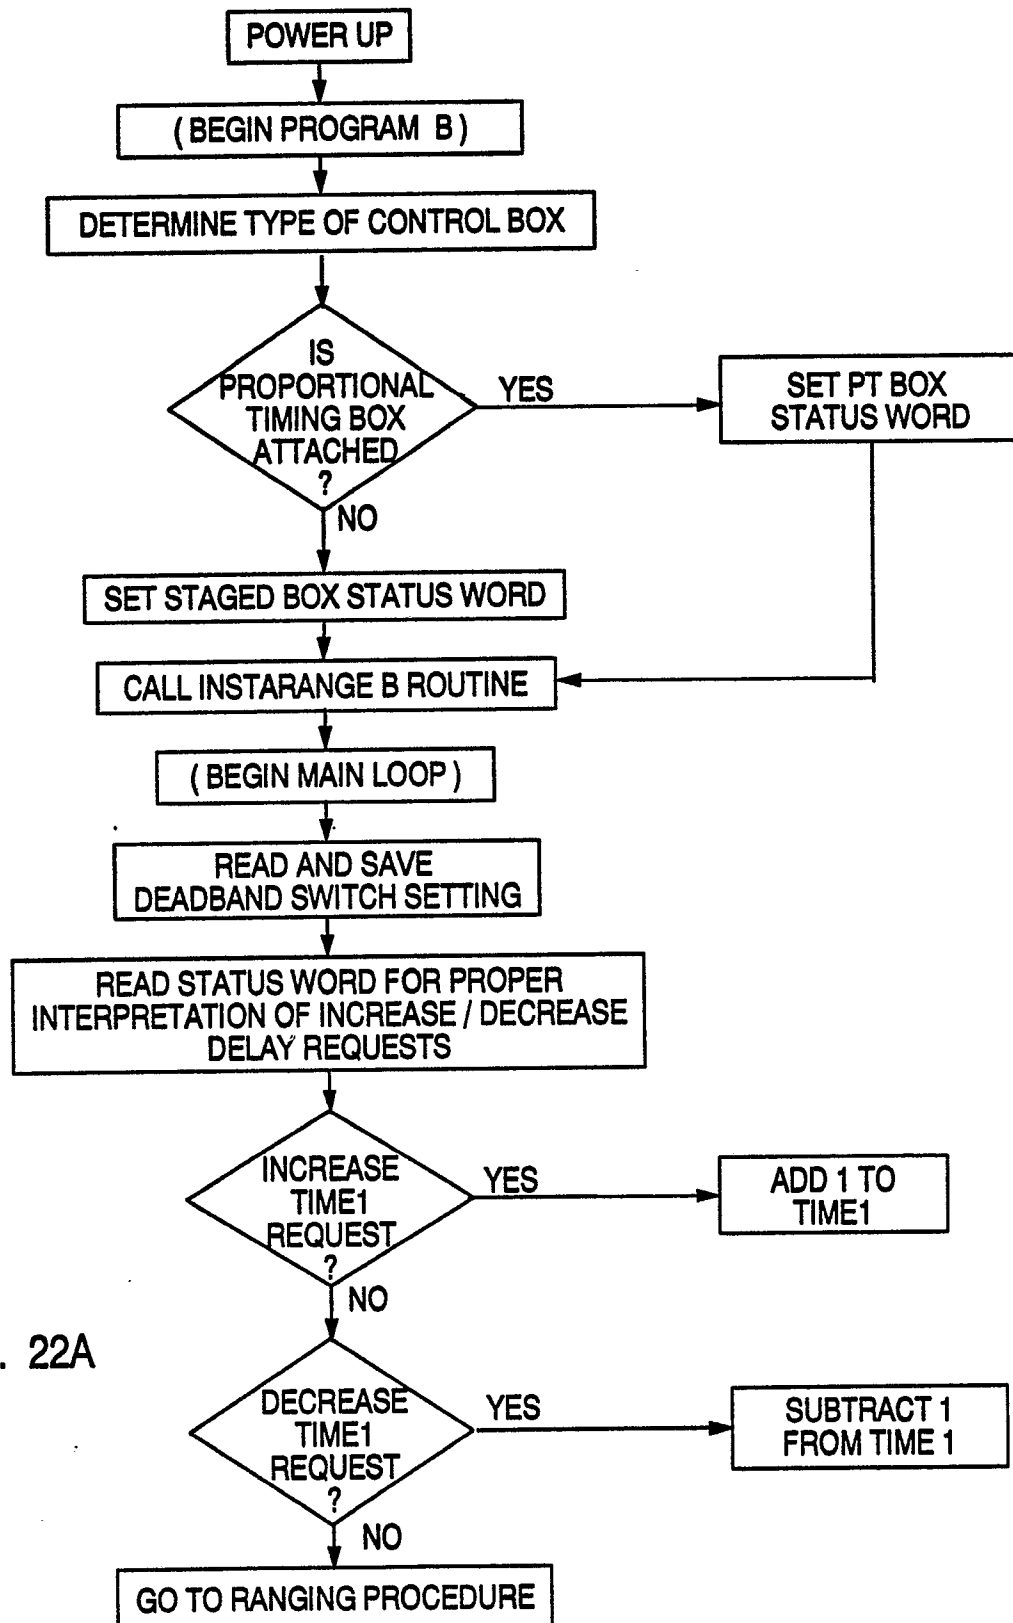 POWER UP
( BEGIN PROGRAM B )
DETERMINE TYPE OF CONTROL BOX
IS
PROPORTIONAL
TIMING BOX
ATTACHED
?
YES
SET PT BOX
STATUS WORD
NO
SET STAGED BOX STATUS WORD
CALL INSTARANGE B ROUTINE
( BEGIN MAIN LOOP )
READ AND SAVE
DEADBAND SWITCH SETTING
READ STATUS WORD FOR PROPER
INTERPRETATION OF INCREASE / DECREASE
DELAY REQUESTS
INCREASE
TIME1
REQUEST
?
YES
ADD 1 TO
TIME1
NO
. 22A
DECREASE
TIME1
REQUEST
?
YES
SUBTRACT 1
FROM TIME 1
NO
GO TO RANGING PROCEDURE